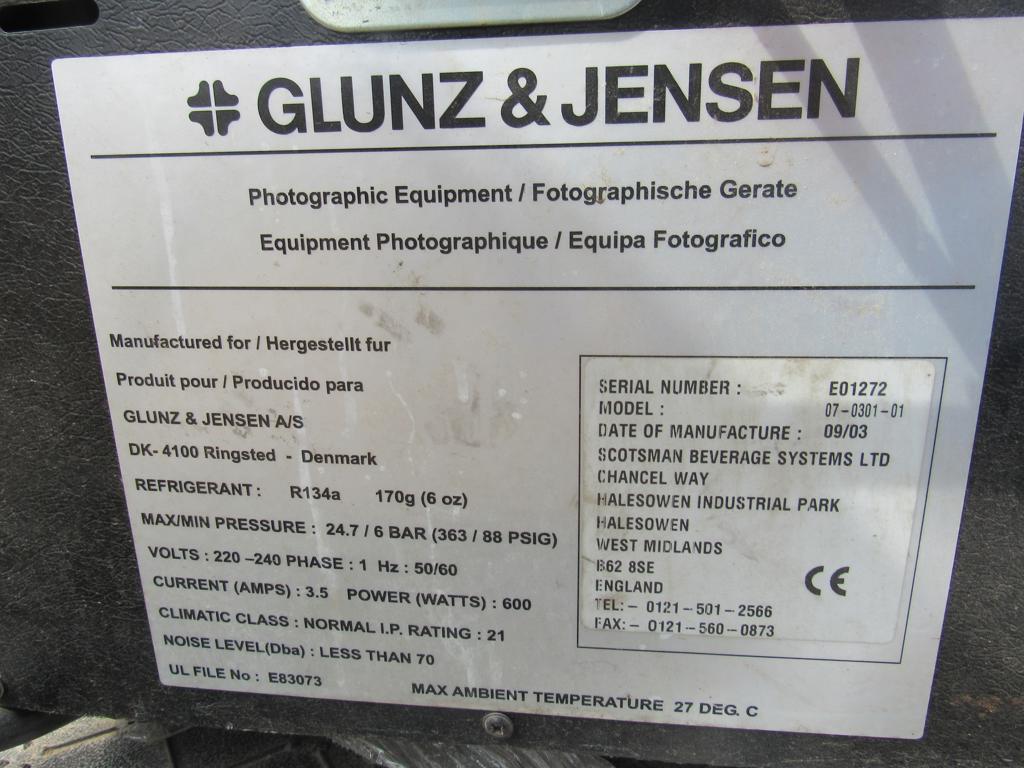 GLUNZ & JENSEN
Photographic Equipment / Fotographische Gerate
Equipment Photographique / Equipa Fotografico
Manufactured for / Hergestellt fur
Produit pour / Producido para
GLUNZ & JENSEN A/S
DK- 4100 Ringsted - Denmark
REFRIGERANT : R134a 170g (6 oz)
MAX/MIN PRESSURE : 24.7 / 6 BAR (363 / 88 PSIG)
VOLTS : 220 –240 PHASE : 1 Hz : 50/60
CURRENT (AMPS) : 3.5 POWER (WATTS) : 600
CLIMATIC CLASS : NORMAL I.P. RATING : 21
NOISE LEVEL(Dba) : LESS THAN 70
UL FILE No : E83073
MAX AMBIENT TEMPERATURE 27 DEG. C
SERIAL NUMBER : E01272
MODEL : 07-0301-01
DATE OF MANUFACTURE : 09/03
SCOTSMAN BEVERAGE SYSTEMS LTD
CHANCEL WAY
HALESOWEN INDUSTRIAL PARK
HALESOWEN
WEST MIDLANDS
B62 8SE
ENGLAND
CE
TEL:- 0121-501-2566
FAX:- 0121-560-0873